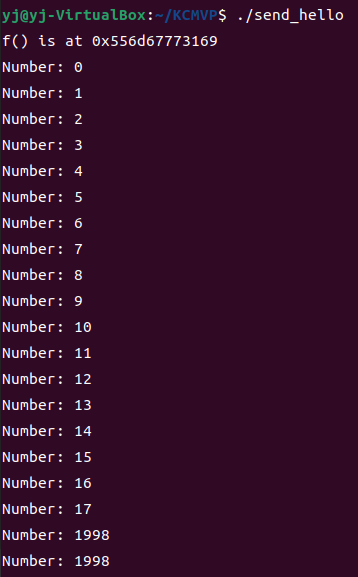 yj@yj-VirtualBox:~/KCMVP$ ./send_hello
f() is at 0x556d67773169
Number: 0
Number: 1
Number: 2
Number: 3
Number: 4
Number: 5
Number: 6
Number: 7
Number: 8
Number: 9
Number: 10
Number: 11
Number: 12
Number: 13
Number: 14
Number: 15
Number: 16
Number: 17
Number: 1998
Number: 1998